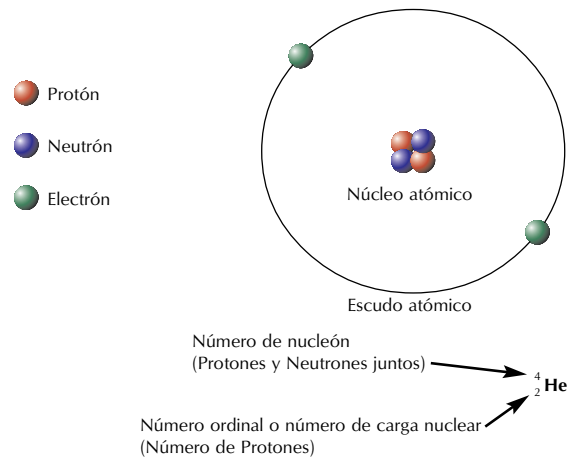 Protón
Neutrón
Electrón
Núcleo atómico
Escudo atómico
Número de nucleón
(Protones y Neutrones juntos)
4
2 He
Número ordinal o número de carga nuclear
(Número de Protones)